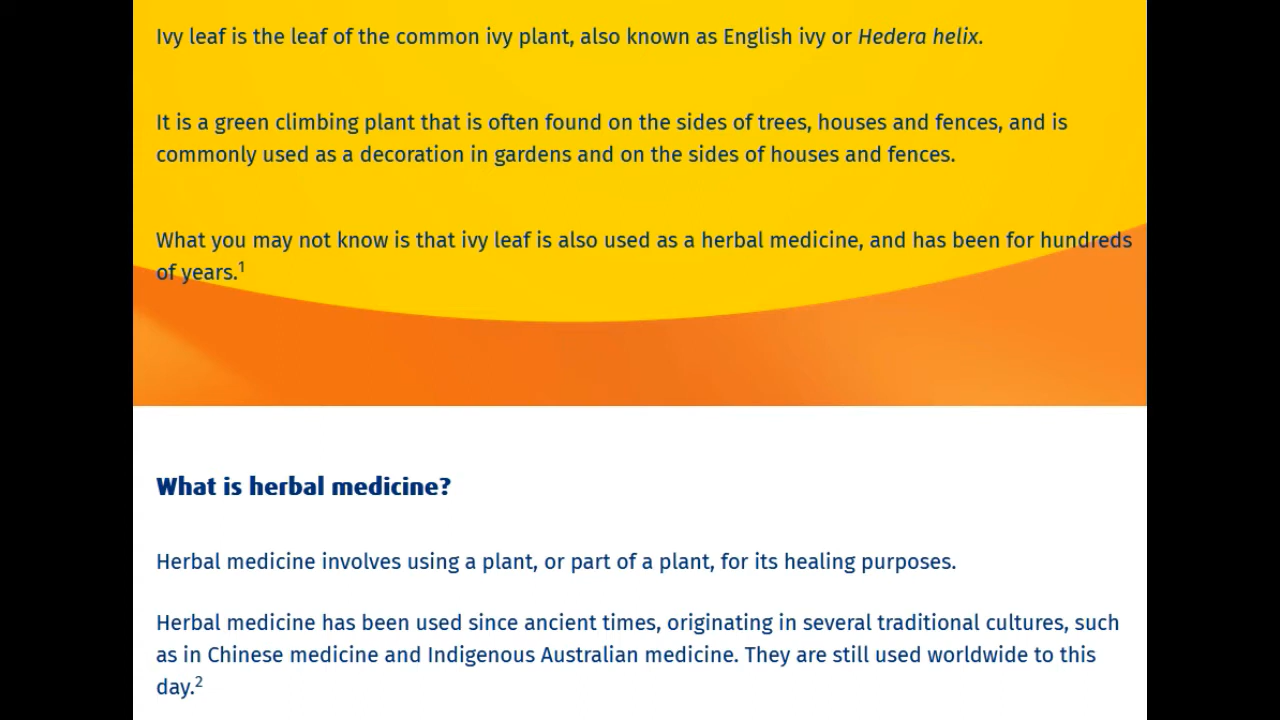 Ivy leaf is the leaf of the common ivy plant, also known as English ivy or Hedera helix.
It is a green climbing plant that is often found on the sides of trees, houses and fences, and is
commonly used as a decoration in gardens and on the sides of houses and fences.
What you may not know is that ivy leaf is also used as a herbal medicine, and has been for hundreds
of years.¹
What is herbal medicine?
Herbal medicine involves using a plant, or part of a plant, for its healing purposes.
Herbal medicine has been used since ancient times, originating in several traditional cultures, such
as in Chinese medicine and Indigenous Australian medicine. They are still used worldwide to this
day.²